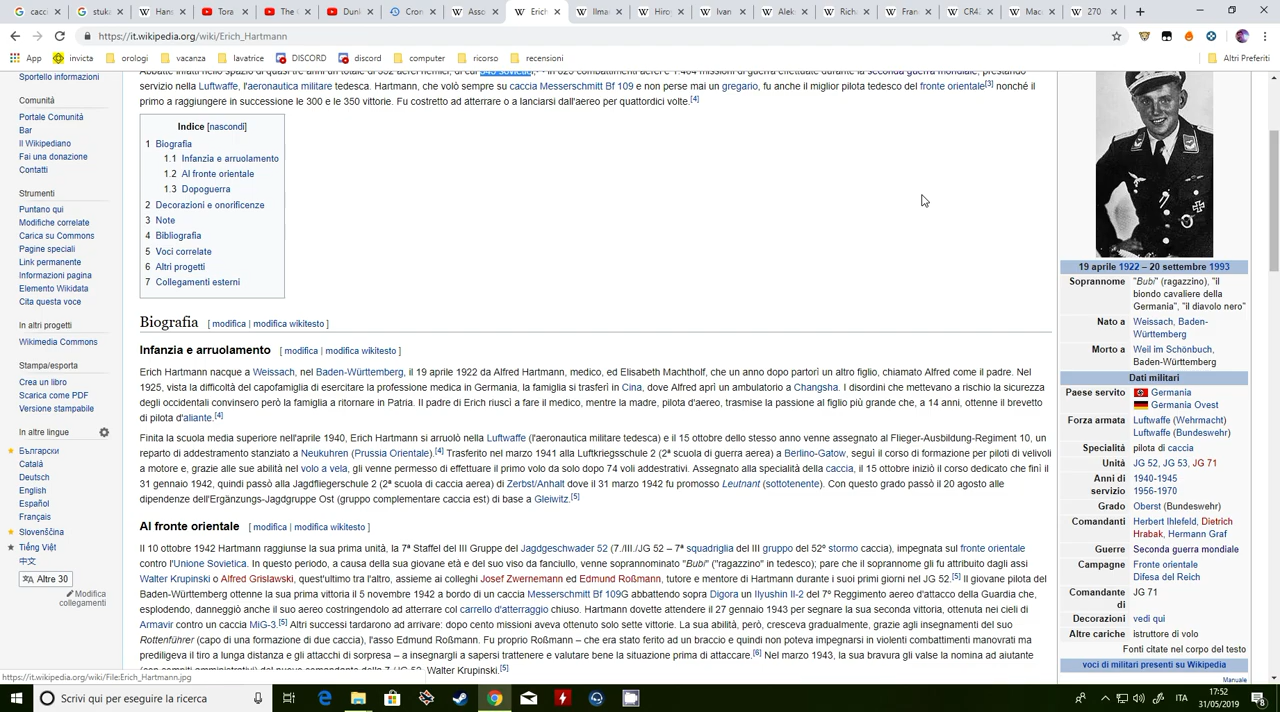 cacci
stuka
Hans
Tora
The
Dun
Cron
Asso
Erich
Ilma
Hiro
Ivan
Alek
Rich
Fran
CR42
Mac
270.
https://it.wikipedia.org/wiki/Erich_Hartmann
App
invicta
orologi
vacanza
lavatrice
DISCORD
discord
computer
ricorso
recensioni
Altri Preferiti
Sportello informazioni
Comunità
Portale Comunità
Bar
Il Wikipediano
Fai una donazione
Contatti
Strumenti
Puntano qui
Modifiche correlate
Carica su Commons
Pagine speciali
Link permanente
Informazioni pagina
Elemento Wikidata
Cita questa voce
In altri progetti
Wikimedia Commons
Stampa/esporta
Crea un libro
Scarica come PDF
Versione stampabile
In altre lingue
Български
Català
Deutsch
English
Español
Français
Slovenščina
Tiếng Việt
中文
Altre 30
Modifica
collegamenti
servizio nella Luftwaffe, l'aeronautica militare tedesca. Hartmann, che volò sempre su caccia Messerschmitt Bf 109 e non perse mai un gregario, fu anche il miglior pilota tedesco del fronte orientale[3] nonché il
primo a raggiungere in successione le 300 e le 350 vittorie. Fu costretto ad atterrare o a lanciarsi dall'aereo per quattordici volte.[4]
Indice [nascondi]
1 Biografia
1.1 Infanzia e arruolamento
1.2 Al fronte orientale
1.3 Dopoguerra
2 Decorazioni e onorificenze
3 Note
4 Bibliografia
5 Voci correlate
6 Altri progetti
7 Collegamenti esterni
Biografia [ modifica | modifica wikitesto ]
Infanzia e arruolamento [ modifica | modifica wikitesto ]
Erich Hartmann nacque a Weissach, nel Baden-Württemberg, il 19 aprile 1922 da Alfred Hartmann, medico, ed Elisabeth Machtholf, che un anno dopo partorì un altro figlio, chiamato Alfred come il padre. Nel
1925, vista la difficoltà del capofamiglia di esercitare la professione medica in Germania, la famiglia si trasferì in Cina, dove Alfred aprì un ambulatorio a Changsha. I disordini che mettevano a rischio la sicurezza
degli occidentali convinsero però la famiglia a ritornare in Patria. Il padre riuscì a fare il medico, mentre la madre, pilota d'aereo, trasmise la passione al figlio più grande che, a 14 anni, ottenne il brevetto
di pilota d'aliante.[4]
Finita la scuola media superiore nell'aprile 1940, Erich Hartmann si arruolò nella Luftwaffe (l'aeronautica militare tedesca) e il 15 ottobre dello stesso anno venne assegnato al Flieger-Ausbildung-Regiment 10, un
reparto di addestramento stanziato a Neukuhren (Prussia Orientale).[4] Trasferito nel marzo 1941 alla Luftkriegsschule 2 (2ª scuola di guerra aerea) a Berlino-Gatow, seguì il corso di formazione per piloti di velivoli
a motore e, grazie alle sue abilità nel volo a vela, gli venne permesso di effettuare il primo volo da solo dopo 74 voli addestrativi. Assegnato alla specialità della caccia, il 15 ottobre iniziò il corso dedicato che finì il
31 gennaio 1942, quindi passò alla Jagdfliegerschule 2 (2ª scuola di caccia aerea) di Zerbst/Anhalt dove il 31 marzo 1942 fu promosso Leutnant (sottotenente). Con questo grado passò il 20 agosto alle
dipendenze dell'Ergänzungs-Jagdgruppe Ost (gruppo complementare caccia est) di base a Gleiwitz.[5]
Al fronte orientale [ modifica | modifica wikitesto ]
Il 10 ottobre 1942 Hartmann raggiunse la sua prima unità, la 7ª Staffel del III Gruppe del Jagdgeschwader 52 (7./III./JG 52 – 7ª squadriglia del III gruppo del 52º stormo caccia), impegnata sul fronte orientale
contro l'Unione Sovietica. In questo periodo, a causa della sua giovane età e del suo viso da fanciullo, venne soprannominato "Bubi" ("ragazzino" in tedesco); pare che il soprannome gli fu attribuito dagli assi
Walter Krupinski o Alfred Grislawski, quest'ultimo tra l'altro, assieme ai colleghi Josef Zwernemann ed Edmund Roßmann, tutore e mentore di Hartmann durante i suoi primi giorni nel JG 52.[5] Il giovane pilota del
Baden-Württemberg ottenne la sua prima vittoria il 5 novembre 1942 a bordo di un caccia Messerschmitt Bf 109G abbattendo sopra Digora un Ilyushin Il-2 del 7º Reggimento aereo d'attacco della Guardia che,
esplodendo, danneggiò anche il suo aereo costringendolo ad atterrare col carrello d'atterraggio chiuso. Hartmann dovette attendere il 27 gennaio 1943 per segnare la sua seconda vittoria, ottenuta nei cieli di
Armavir contro un caccia MiG-3.[5] Altri successi tardarono ad arrivare: dopo cento missioni aveva ottenuto solo sette vittorie. La sua abilità, però, cresceva gradualmente, grazie agli insegnamenti del suo
Rottenführer (capo di una formazione di due caccia), l'asso Edmund Roßmann. Fu proprio Roßmann – che era stato ferito ad un braccio e quindi non poteva impegnarsi in violenti combattimenti manovrati ma
prediligeva il tiro a lunga distanza e gli attacchi di sorpresa – a insegnargli a sapersi trattenere e valutare bene la situazione prima di attaccare.[6] Nel marzo 1943, la sua bravura gli valse la nomina ad aiutante
Walter Krupinski.[5]
19 aprile 1922 – 20 settembre 1993
Soprannome "Bubi" (ragazzino), "il
biondo cavaliere della
Germania", "il diavolo nero"
Nato a Weissach, Baden-
Württemberg
Morto a Weil im Schönbuch,
Baden-Württemberg
Dati militari
Paese servito Germania
Germania Ovest
Forza armata Luftwaffe (Wehrmacht)
Luftwaffe (Bundeswehr)
Specialità pilota di caccia
Unità JG 52, JG 53, JG 71
Anni di 1940-1945
servizio 1956-1970
Grado Oberst (Bundeswehr)
Comandanti Herbert Ihlefeld, Dietrich
Hrabak, Hermann Graf
Guerre Seconda guerra mondiale
Campagne Fronte orientale
Difesa del Reich
Comandante JG 71
di
Decorazioni vedi qui
Altre cariche istruttore di volo
Fonti citate nel corpo del testo
voci di militari presenti su Wikipedia
Manuale
https://it.wikipedia.org/wiki/File:Erich_Hartmann.jpg
Scrivi qui per eseguire la ricerca
ITA
17:52
31/05/2019
8